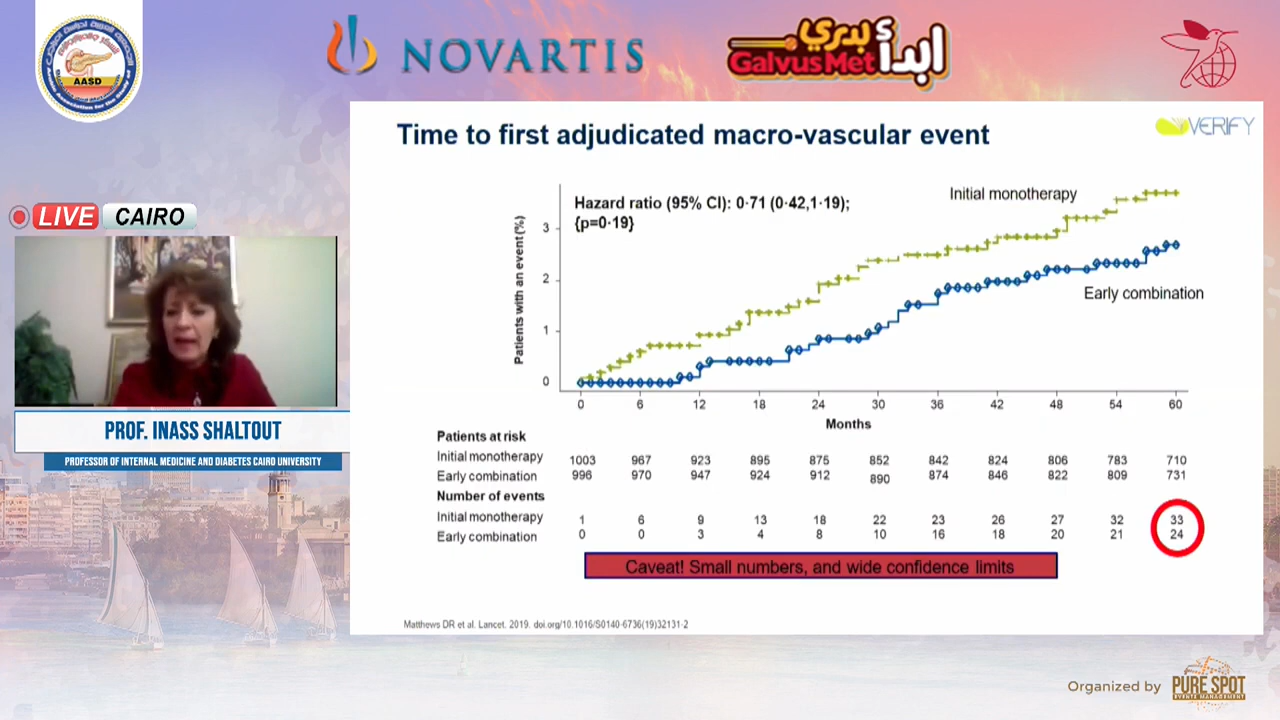 AASD
NOVARTIS
ابدأ بدري
GalvusMet
LIVE
CAIRO
PROF. INASS SHALTOUT
PROFESSOR OF INTERNAL MEDICINE AND DIABETES CAIRO UNIVERSITY
Time to first adjudicated macro-vascular event
VERIFY
Hazard ratio (95% CI): 0·71 (0·42,1·19);
{p=0·19}
Initial monotherapy
Early combination
Patients with an event (%)
3
2
1
0
0 6 12 18 24 30 36 42 48 54 60
Months
Patients at risk
Initial monotherapy 1003 967 923 895 875 852 842 824 806 783 710
Early combination 996 970 947 924 912 890 874 846 822 809 731
Number of events
Initial monotherapy 1 6 9 13 18 22 23 26 27 32 33
Early combination 0 0 3 4 8 10 16 18 20 21 24
Caveat! Small numbers, and wide confidence limits
Matthews DR et al. Lancet. 2019. doi.org/10.1016/S0140-6736(19)32131-2
Organized by
PURE SPOT
EVENTS MANAGEMENT